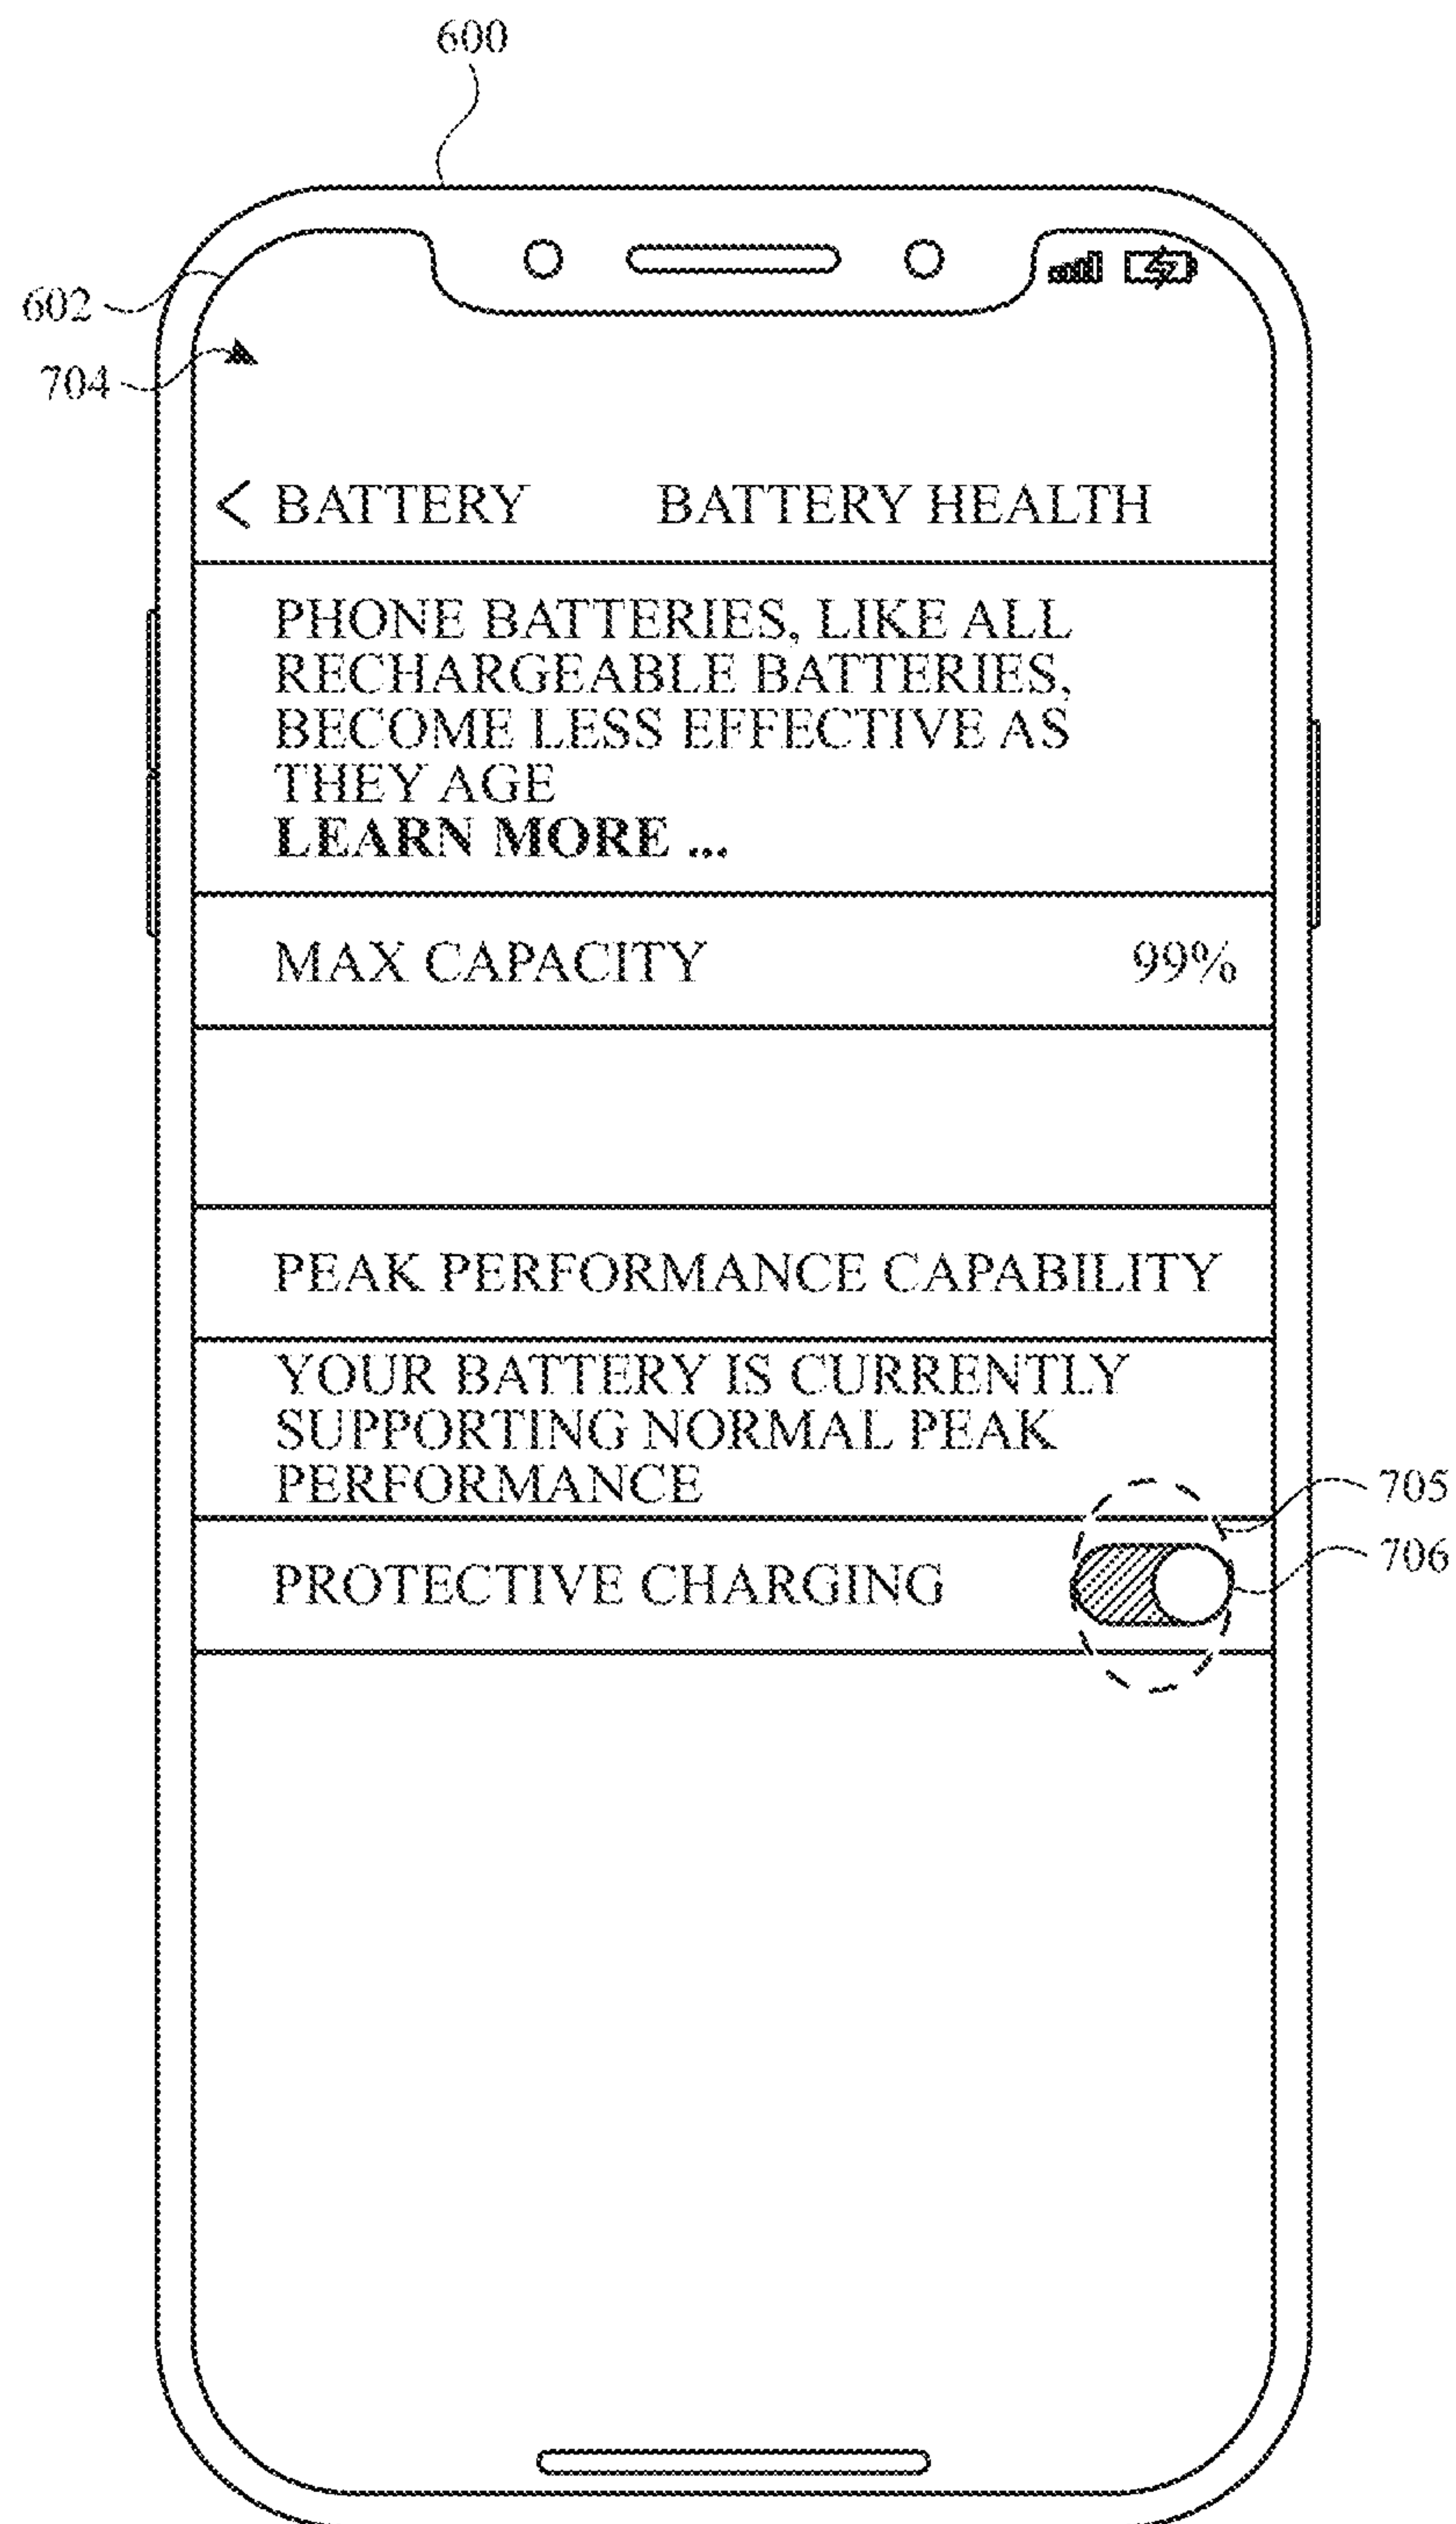 600
602
704
< BATTERY BATTERY HEALTH
PHONE BATTERIES, LIKE ALL
RECHARGEABLE BATTERIES,
BECOME LESS EFFECTIVE AS
THEY AGE
LEARN MORE ...
MAX CAPACITY 99%
PEAK PERFORMANCE CAPABILITY
YOUR BATTERY IS CURRENTLY
SUPPORTING NORMAL PEAK
PERFORMANCE
705
706
PROTECTIVE CHARGING